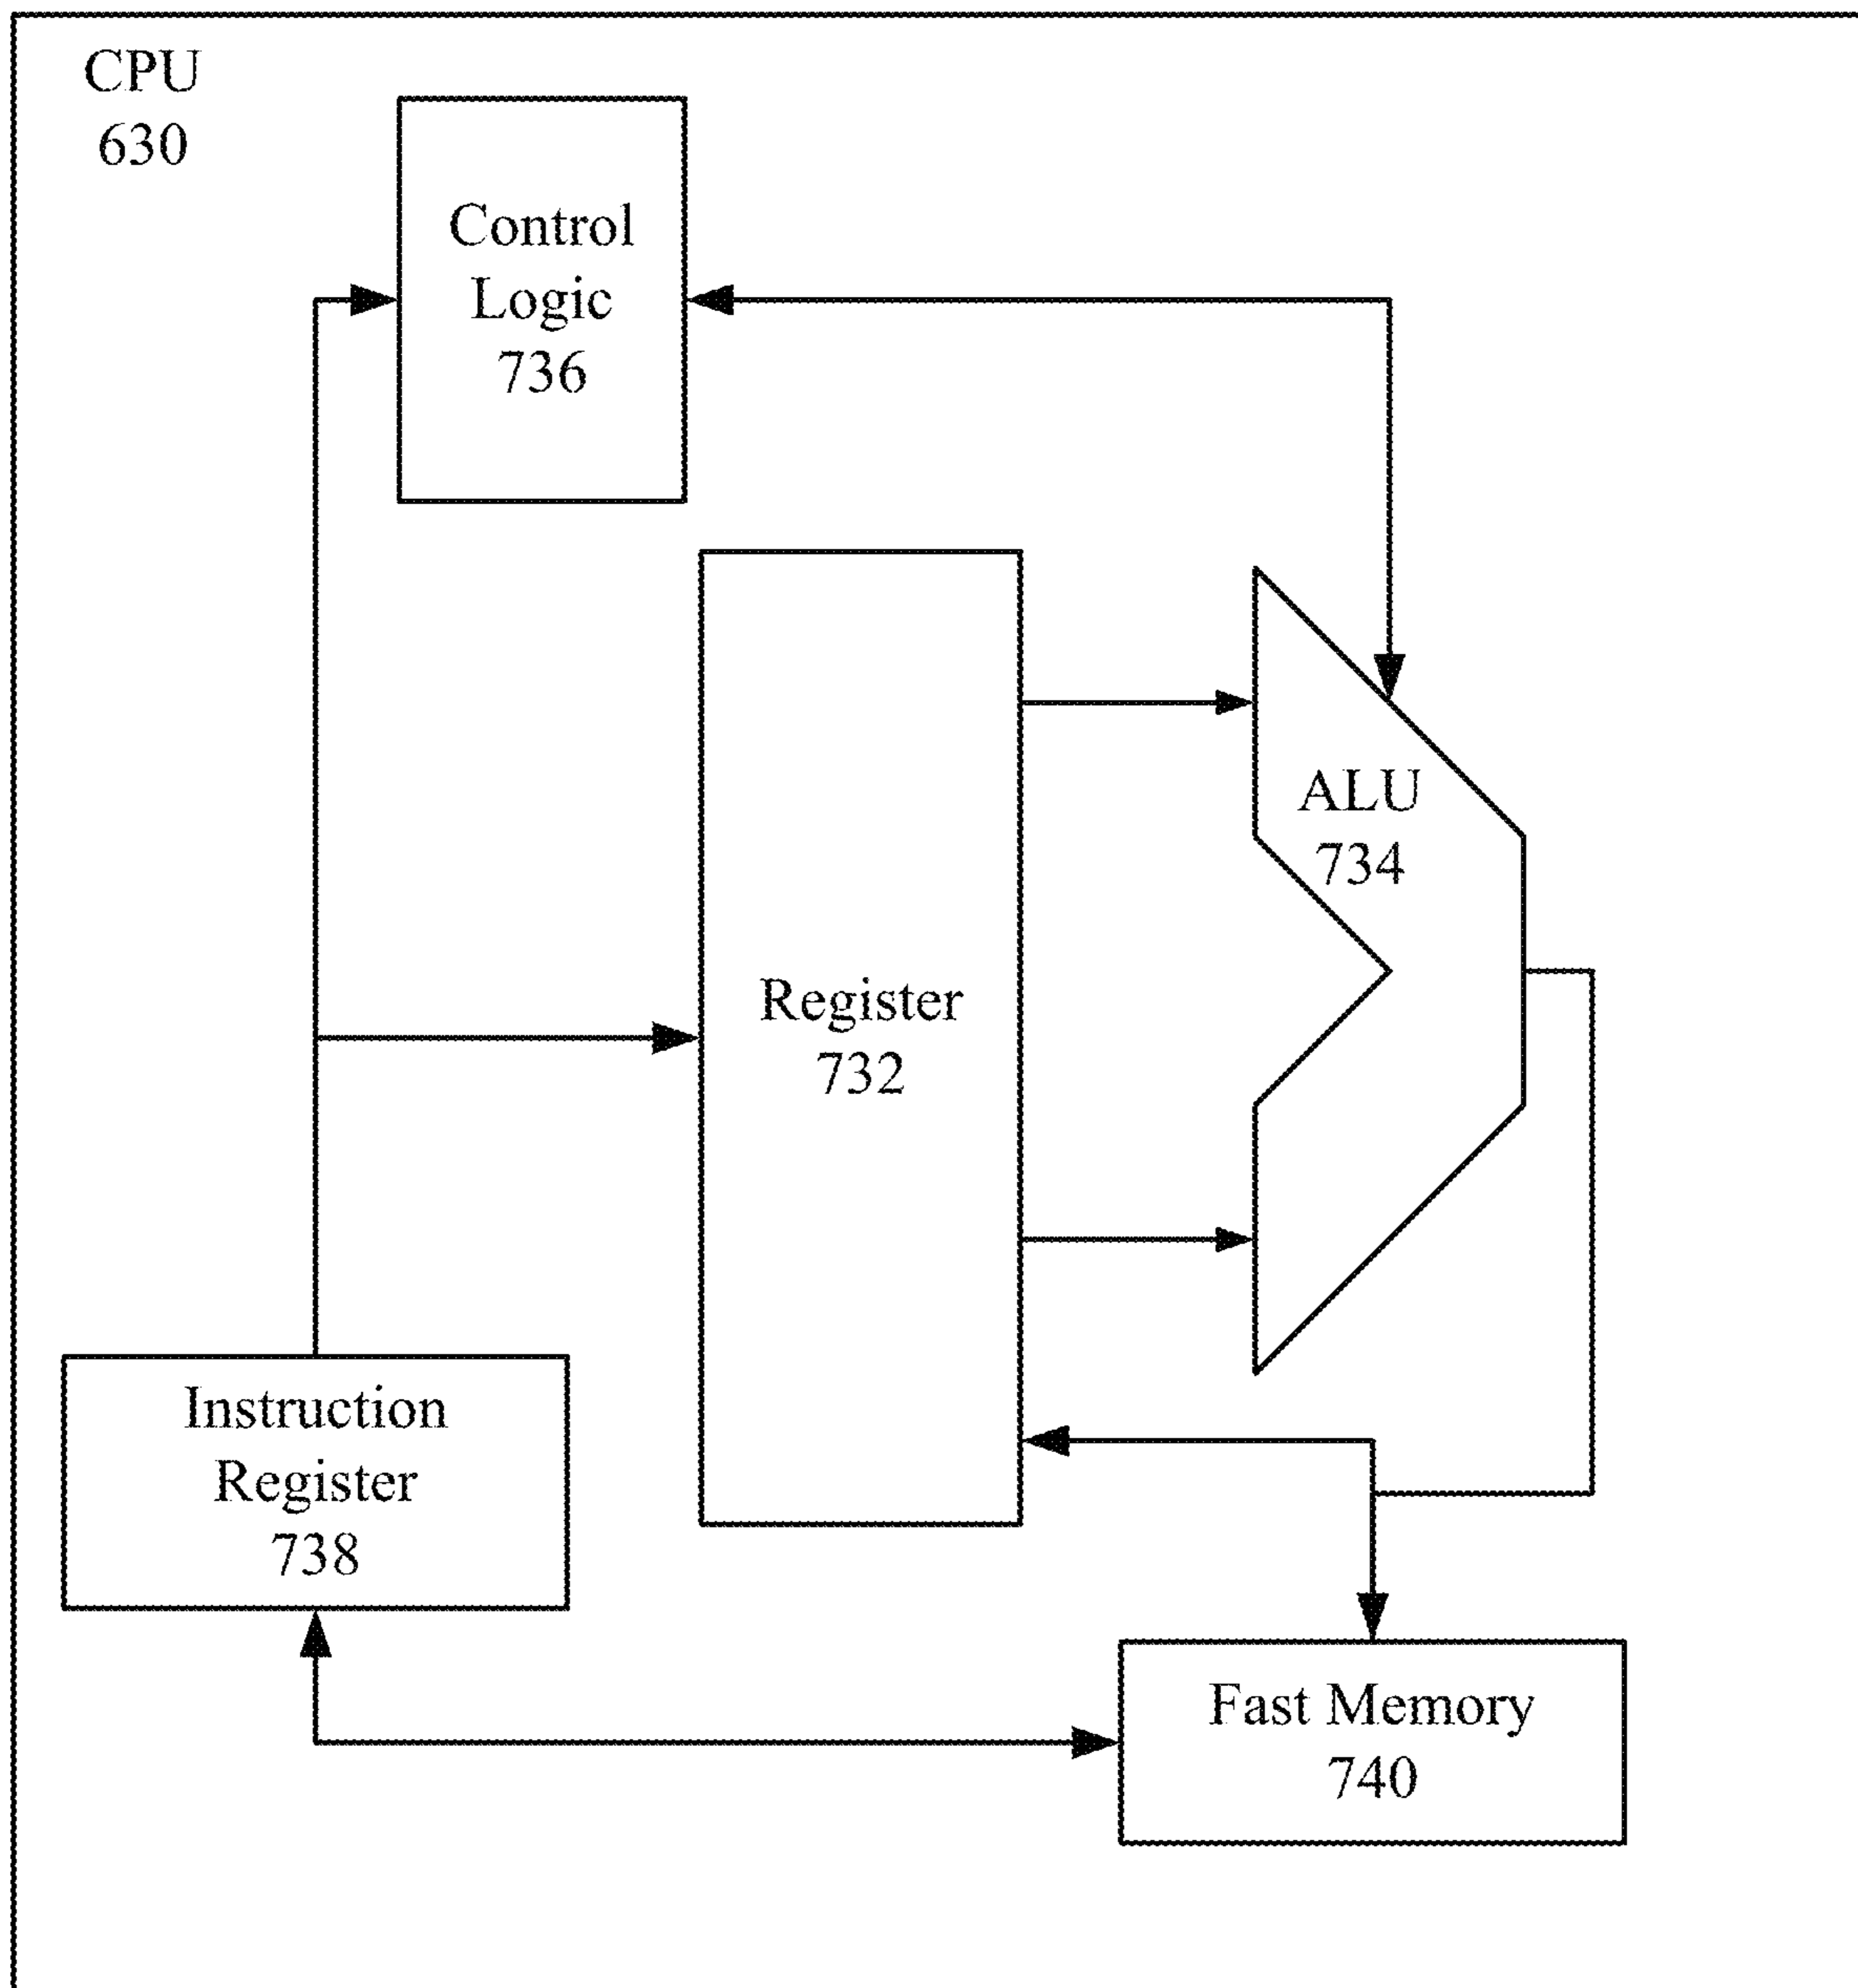 CPU
630
Control
Logic
736
ALU
734
Register
732
Instruction
Register
738
Fast Memory
740